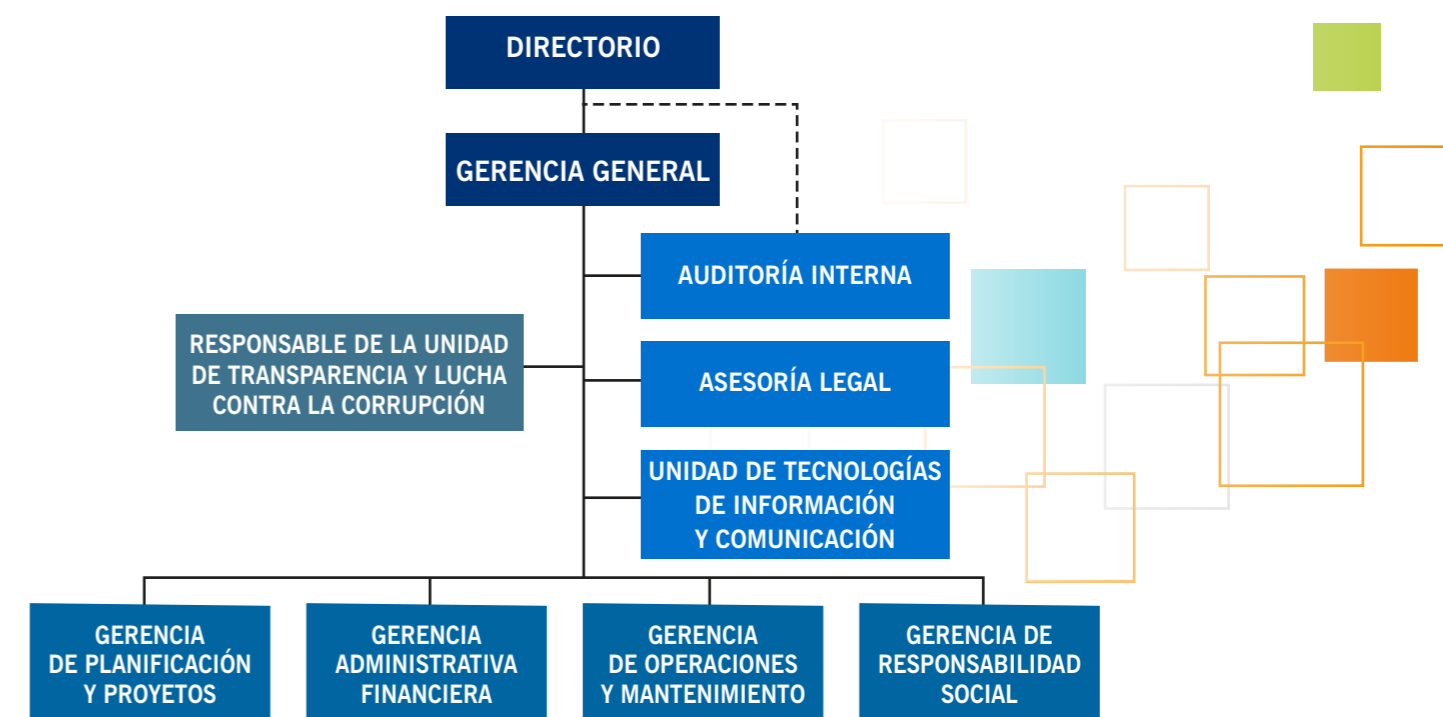 DIRECTORIO
GERENCIA GENERAL
AUDITORÍA INTERNA
RESPONSABLE DE LA UNIDAD
DE TRANSPARENCIA Y LUCHA
CONTRA LA CORRUPCIÓN
ASESORÍA LEGAL
UNIDAD DE TECNOLOGÍAS
DE INFORMACIÓN
Y COMUNICACIÓN
GERENCIA
DE PLANIFICACIÓN
Y PROYETOS
GERENCIA
ADMINISTRATIVA
FINANCIERA
GERENCIA
DE OPERACIONES
Y MANTENIMIENTO
GERENCIA DE
RESPONSABILIDAD
SOCIAL